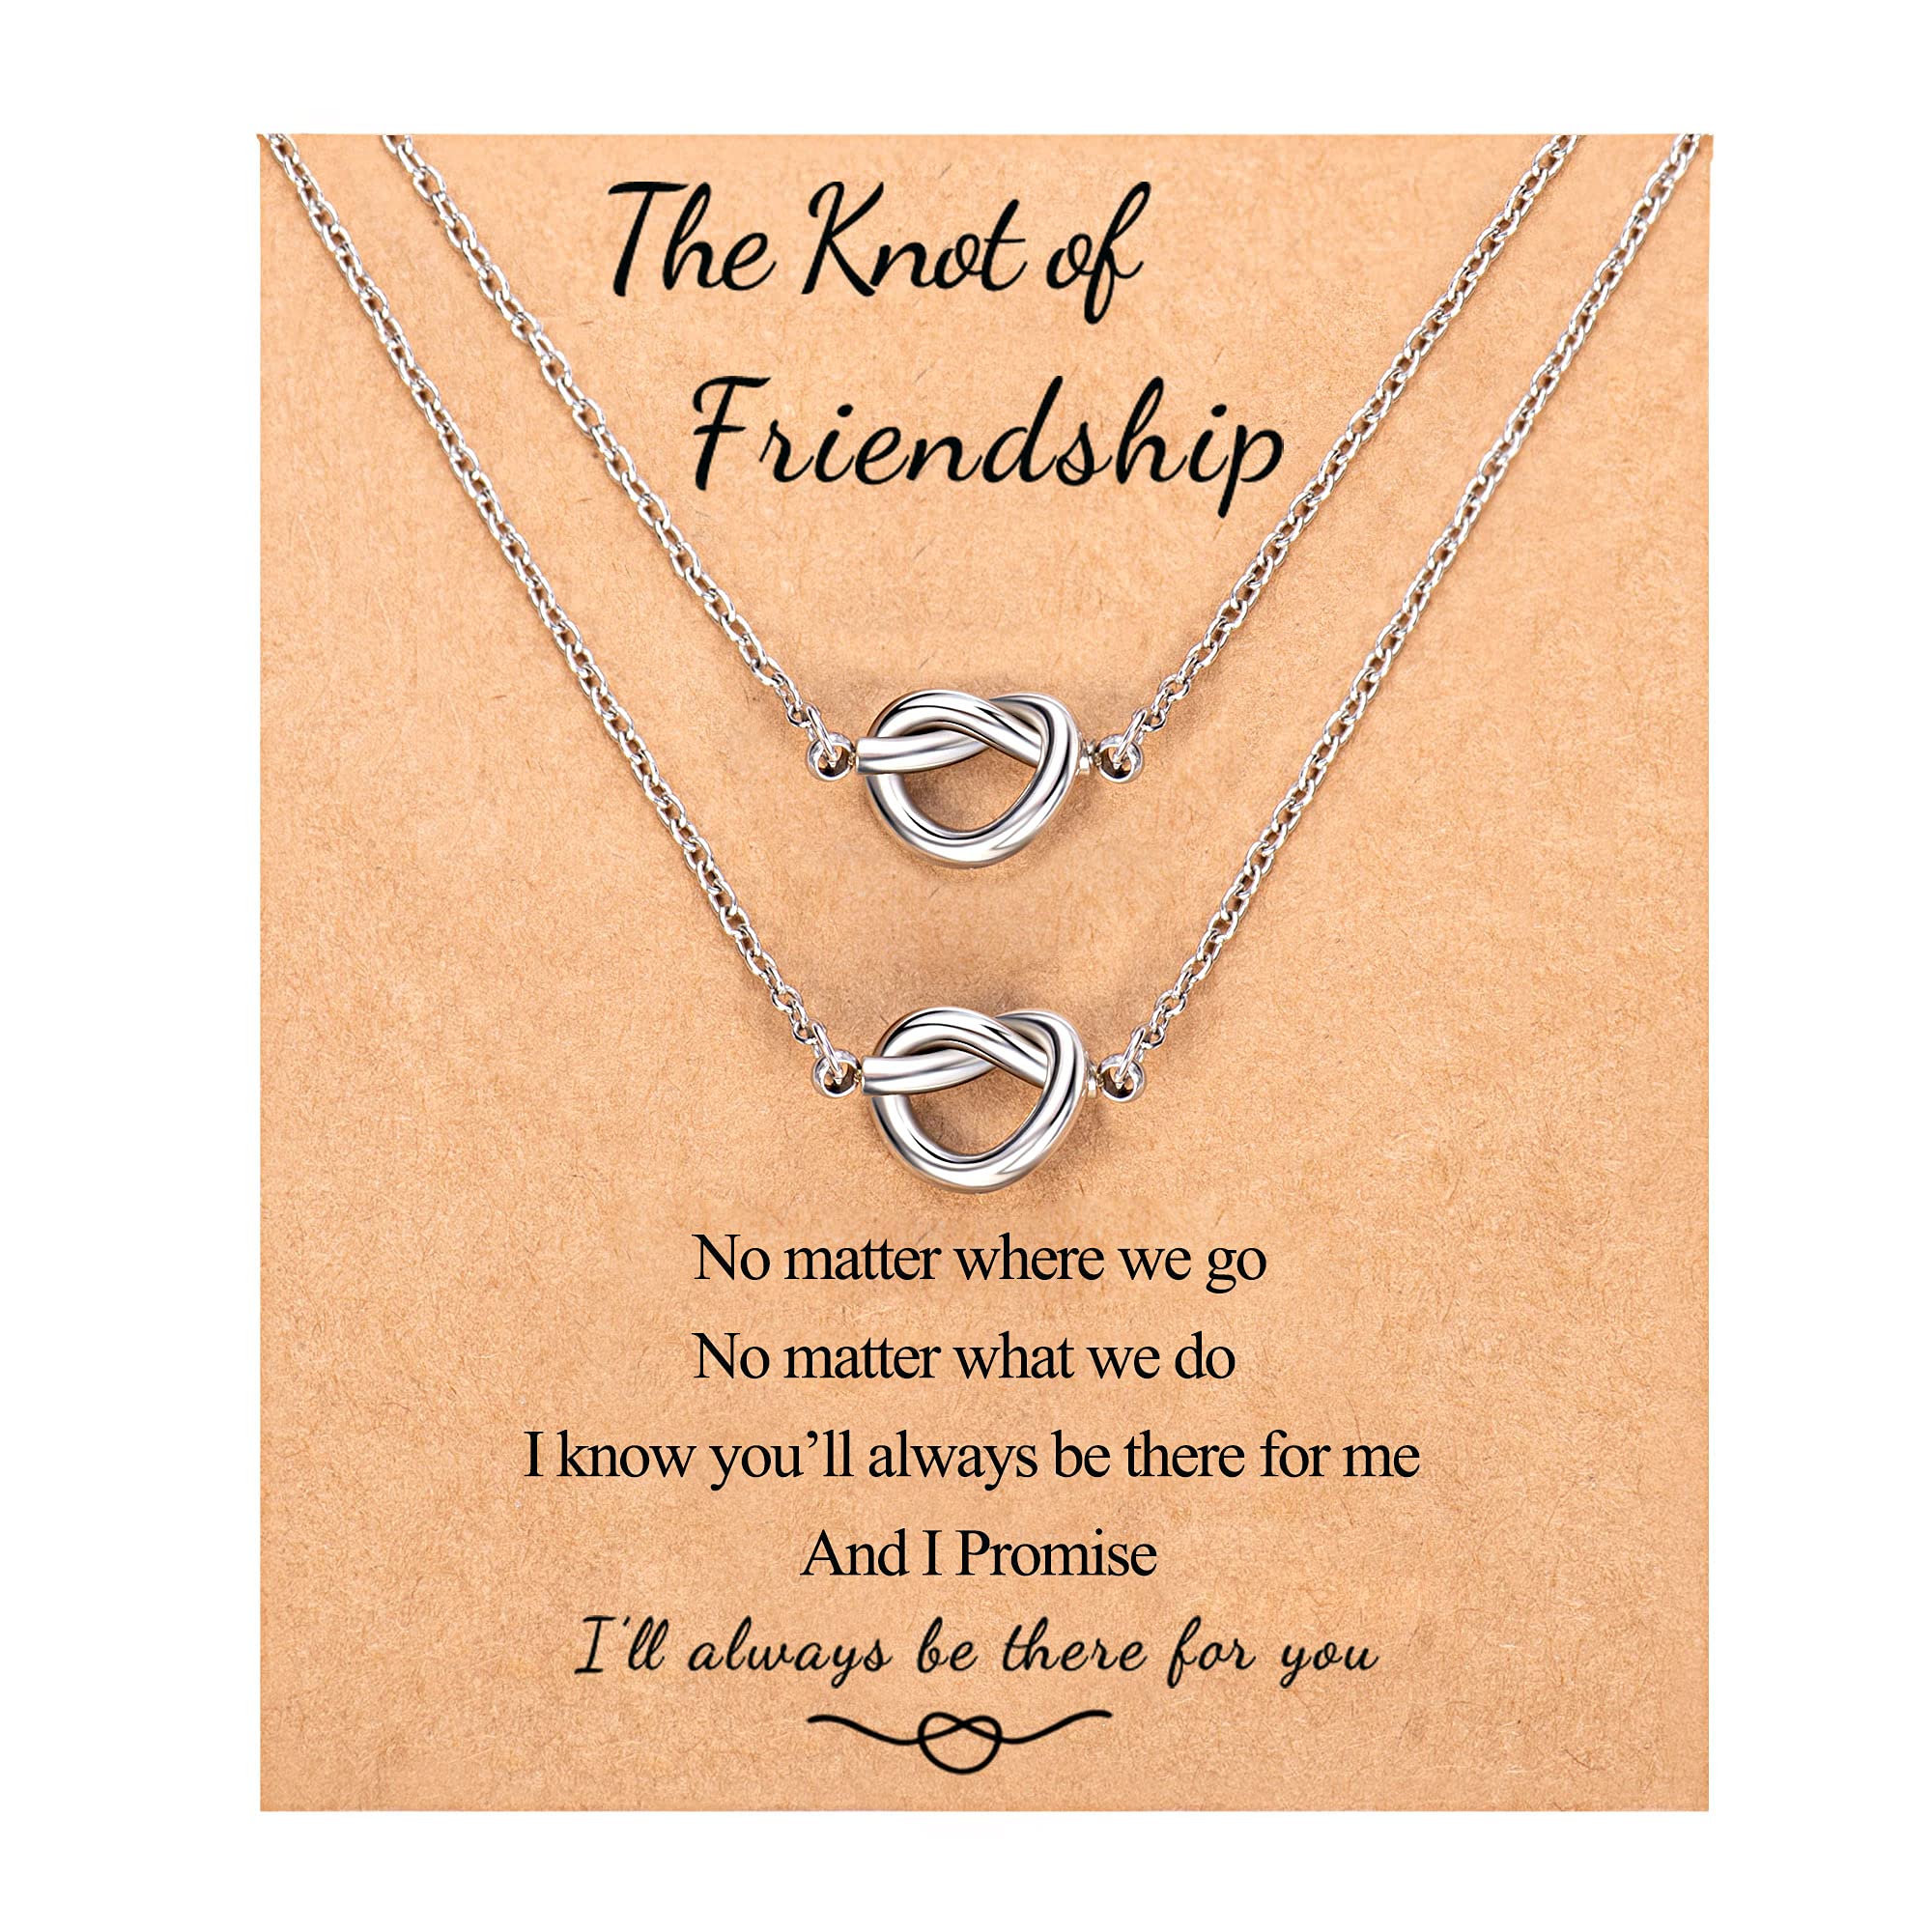 The Knot of
Friendship
No matter where we go
No matter what we do
I know you’ll always be there for me
And I Promise
I'll always be there for you